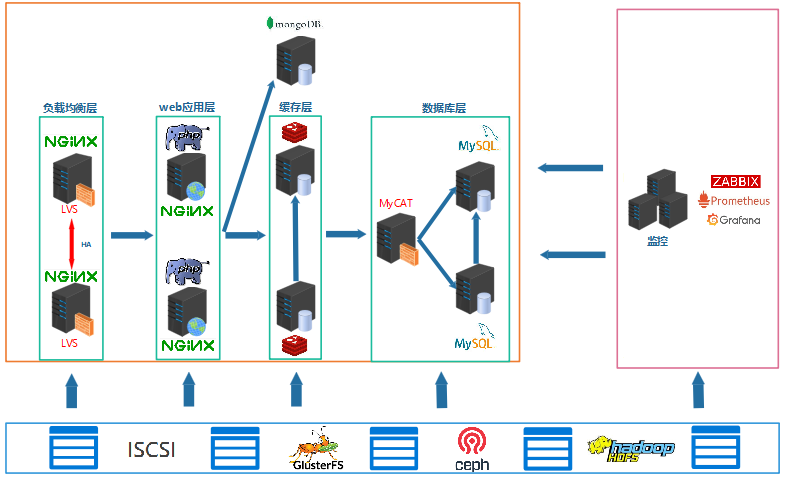 mongoDB.
负载均衡层
web应用层
缓存层
数据库层
NGiNX
php
MySQL
LVS
NGiNX
MyCAT
HA
ZABBIX
Prometheus
Grafana
监控
NGiNX
php
LVS
NGiNX
MySQL
ISCSI
GlusterFS
ceph
hadoop
HDFS